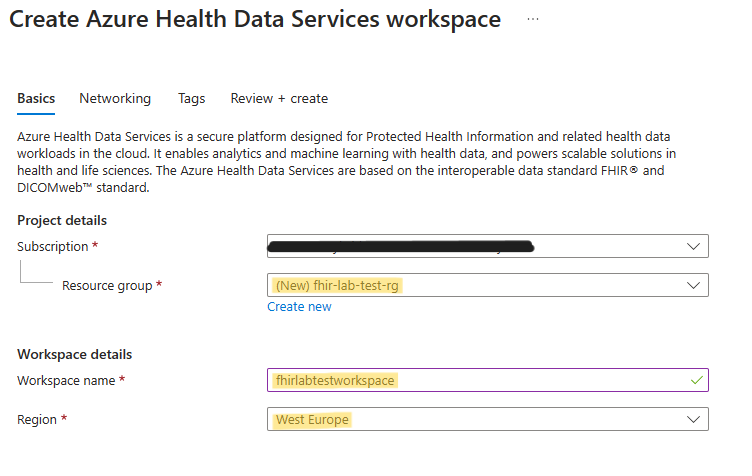 Create Azure Health Data Services workspace ...
Basics Networking Tags Review + create
Azure Health Data Services is a secure platform designed for Protected Health Information and related health data
workloads in the cloud. It enables analytics and machine learning with health data, and powers scalable solutions in
health and life sciences. The Azure Health Data Services are based on the interoperable data standard FHIR® and
DICOMweb™ standard.
Project details
Subscription *
Resource group *
(New) fhir-lab-test-rg
Create new
Workspace details
Workspace name *
fhirlabtestworkspace
Region *
West Europe